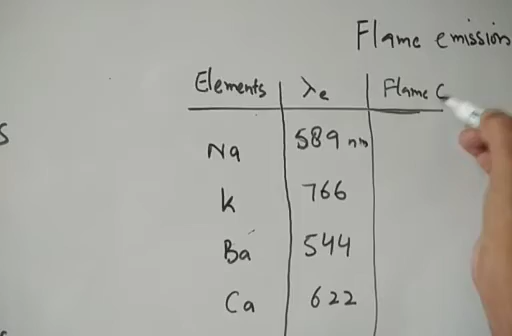 Flame emission
Elements λe Flame C
Na 589 nm
K 766
Ba 544
Ca 622
s